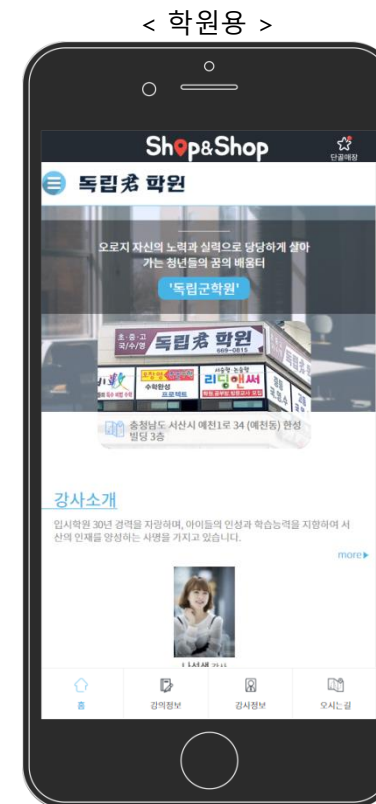 < 학원용 >
Shop&Shop
단골매장
독립君 학원
오로지 자신의 노력과 실력으로 당당하게 살아
가는 청년들의 꿈의 배움터
'독립군학원'
초·중·고
국/수/영
독립君 학원
669-0815
수학완성
프로젝트
리딩앤써
충청남도 서산시 예천1로 34 (예천동) 한성
빌딩 3층
강사소개
입시학원 30년 경력을 자랑하며, 아이들의 인성과 학습능력을 지향하여 서
산의 인재를 양성하는 사명을 가지고 있습니다.
more▶
나선생 강사
홈
강의정보
강사정보
오시는길